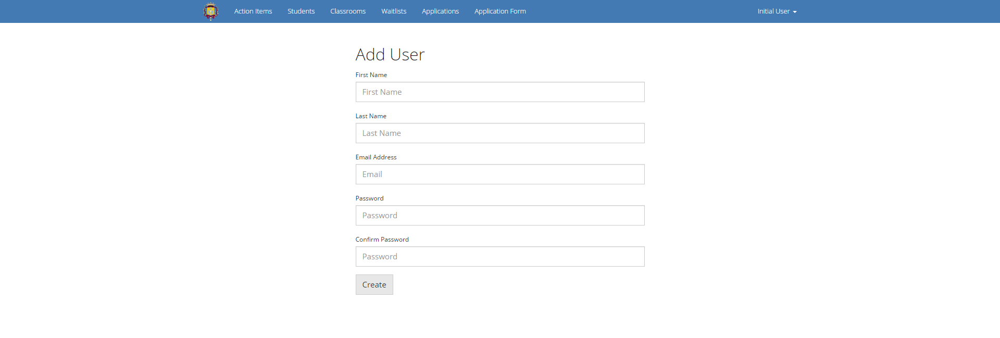 Action Items Students Classrooms Waitlists Applications Application Form Initial User
Add User
First Name
First Name
Last Name
Last Name
Email Address
Email
Password
Password
Confirm Password
Password
Create